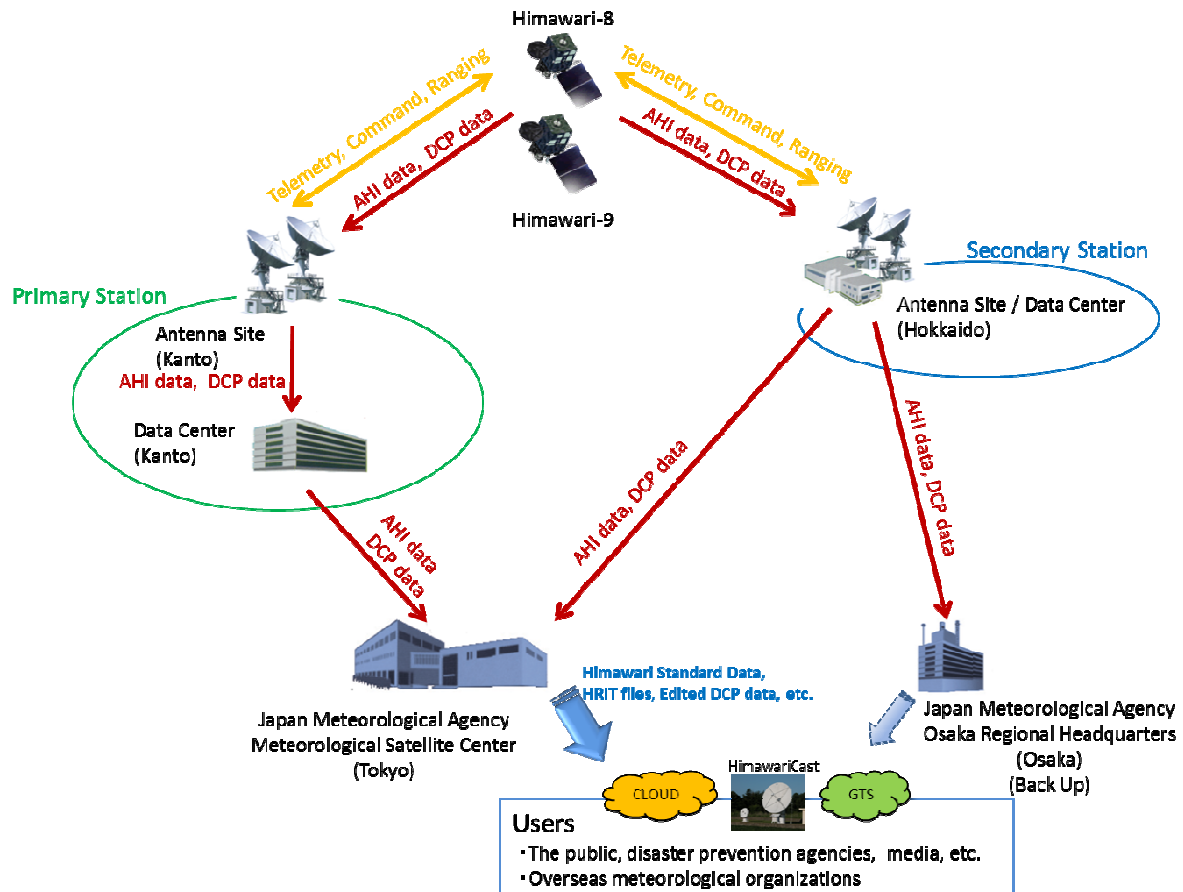 Himawari-8
Telemetry, Command, Ranging
Telemetry, Command, Ranging
AHI data, DCP data
AHI data, DCP data
Himawari-9
Primary Station
Secondary Station
Antenna Site
(Kanto)
Antenna Site / Data Center
(Hokkaido)
AHI data, DCP data
Data Center
(Kanto)
AHI data
DCP data
AHI data, DCP data
AHI data, DCP data
Himawari Standard Data,
HRIT files, Edited DCP data, etc.
Japan Meteorological Agency
Meteorological Satellite Center
(Tokyo)
Japan Meteorological Agency
Osaka Regional Headquarters
(Osaka)
(Back Up)
HimawariCast
CLOUD
GTS
Users
・The public, disaster prevention agencies, media, etc.
・Overseas meteorological organizations